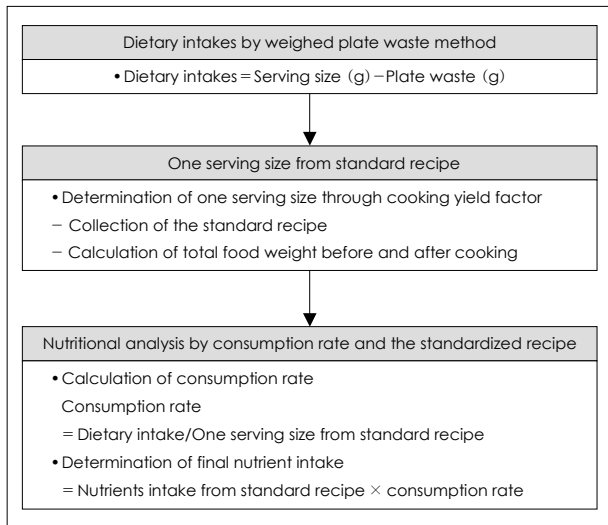 Dietary intakes by weighed plate waste method
• Dietary intakes = Serving size (g) − Plate waste (g)
One serving size from standard recipe
• Determination of one serving size through cooking yield factor
− Collection of the standard recipe
− Calculation of total food weight before and after cooking
Nutritional analysis by consumption rate and the standardized recipe
• Calculation of consumption rate
Consumption rate
= Dietary intake/One serving size from standard recipe
• Determination of final nutrient intake
= Nutrients intake from standard recipe × consumption rate